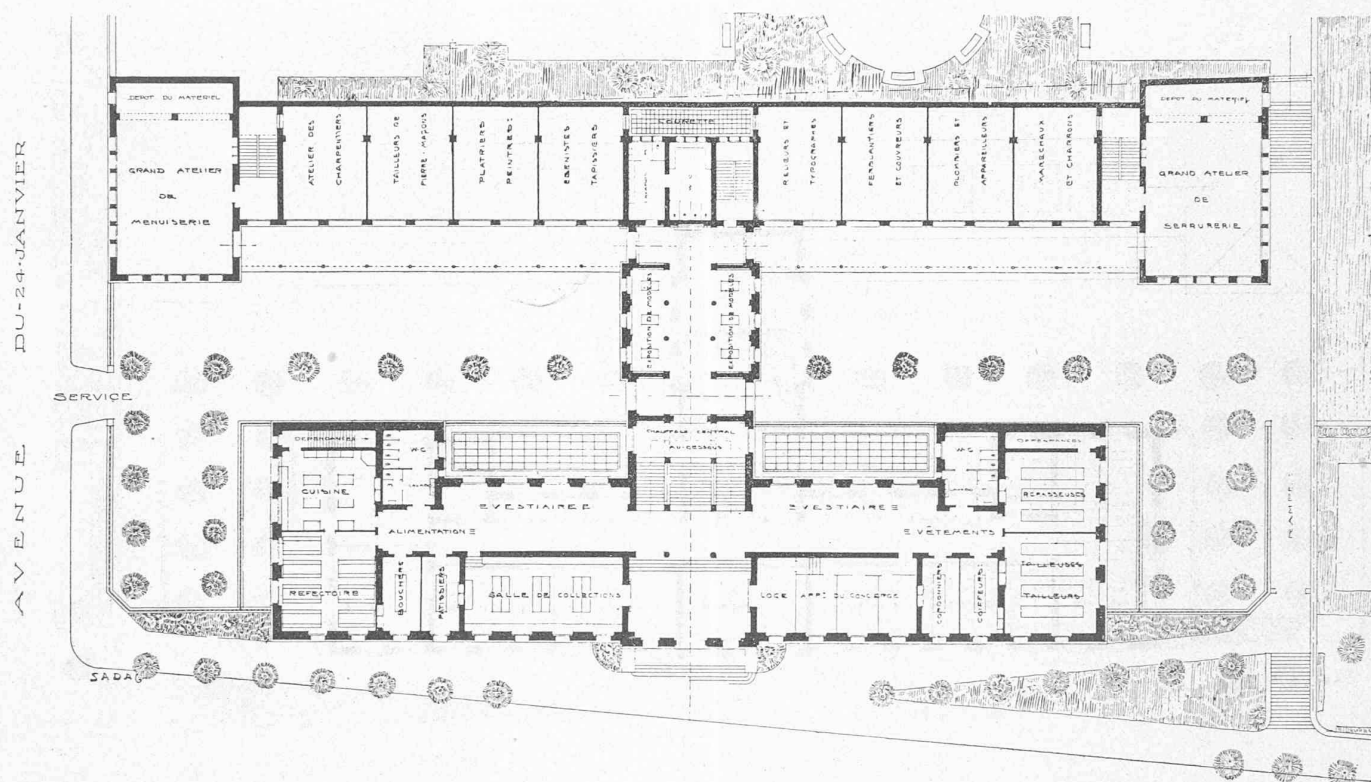 AVENUE DU-24-JANVIER
SERVICE
SADA
DEPOT DU MATERIEL
GRAND ATELIER
DE
MENUISERIE
ATELIER DES
CHARPENTIERS
TAILLEURS DE
PIERRE-MAÇONS
PLATRIERS
PEINTRES
EBENISTES
TAPISSIERS
COURETTE
RELIEURS ET
TYPOGRAPHES
FERBLANTIERS
ET COUVREURS
PLOMBIERS ET
APPAREILLEURS
MARECHAUX
ET CHARRONS
DEPOT DU MATERIEL
GRAND ATELIER
DE
SERRURERIE
EXPOSITION DE MODELES
EXPOSITION DE MODELES
CHAUFFAGE CENTRAL
AU-DESSOUS
DEPENDANCES
W.C.
CUISINE
VESTIAIRE
ALIMENTATION
REFECTOIRE
BOUCHERS
PATISSIERS
SALLE DE COLLECTIONS
VESTIAIRE
VÊTEMENTS
W.C.
DEPENDANCES
REPASSEUSES
TAILLEUSES
TAILLEURS
LOGE APPT DU CONCIERGE
CORDONNIERS
COIFFEURS
RAMPE